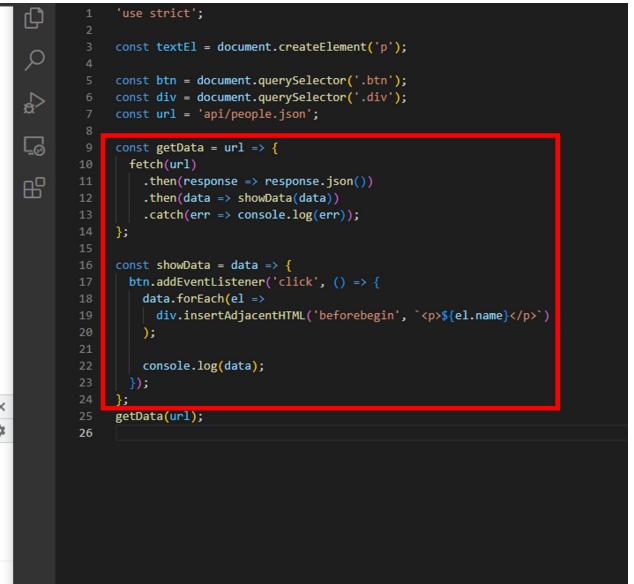 1 'use strict';
2
3 const textEl = document.createElement('p');
4
5 const btn = document.querySelector('.btn');
6 const div = document.querySelector('.div');
7 const url = 'api/people.json';
8
9 const getData = url => {
10 fetch(url)
11 .then(response => response.json())
12 .then(data => showData(data))
13 .catch(err => console.log(err));
14 };
15
16 const showData = data => {
17 btn.addEventListener('click', () => {
18 data.forEach(el =>
19 div.insertAdjacentHTML('beforebegin', `<p>${el.name}</p>`)
20 );
21
22 console.log(data);
23 });
24 };
25 getData(url);
26